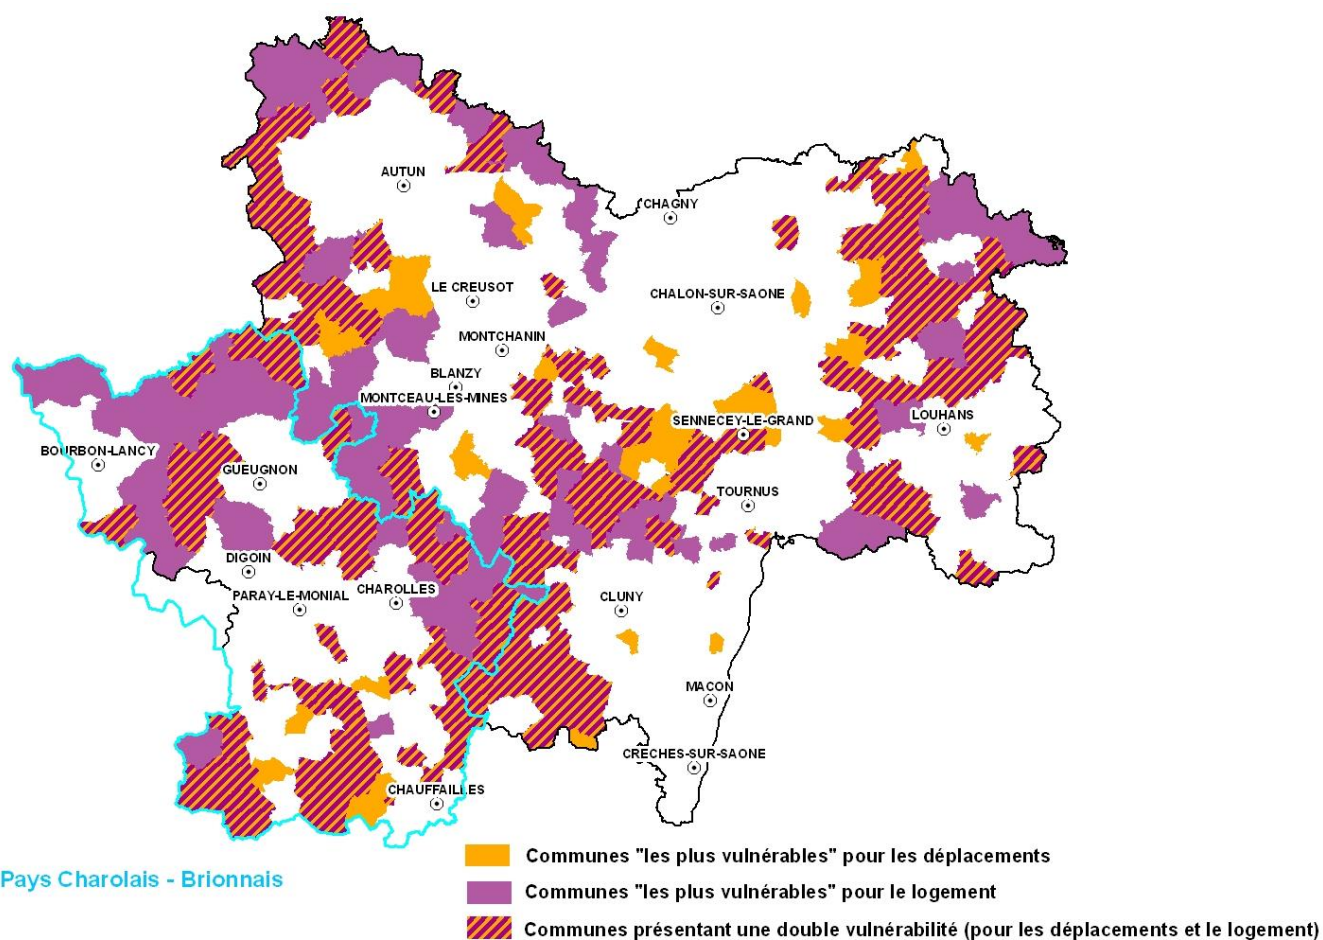 AUTUN
CHAGNY
LE CREUSOT
CHALON-SUR-SAONE
MONTCHANIN
BLANZY
MONTCEAU-LES-MINES
SENNECEY-LE-GRAND
LOUHANS
BOURBON-LANCY
GUEUGNON
TOURNUS
DIGOIN
CHAROLLES
PARAY-LE-MONIAL
CLUNY
MACON
CRECHES-SUR-SAONE
CHAUFFAILLES
Pays Charolais - Brionnais
Communes "les plus vulnérables" pour les déplacements
Communes "les plus vulnérables" pour le logement
Communes présentant une double vulnérabilité (pour les déplacements et le logement)